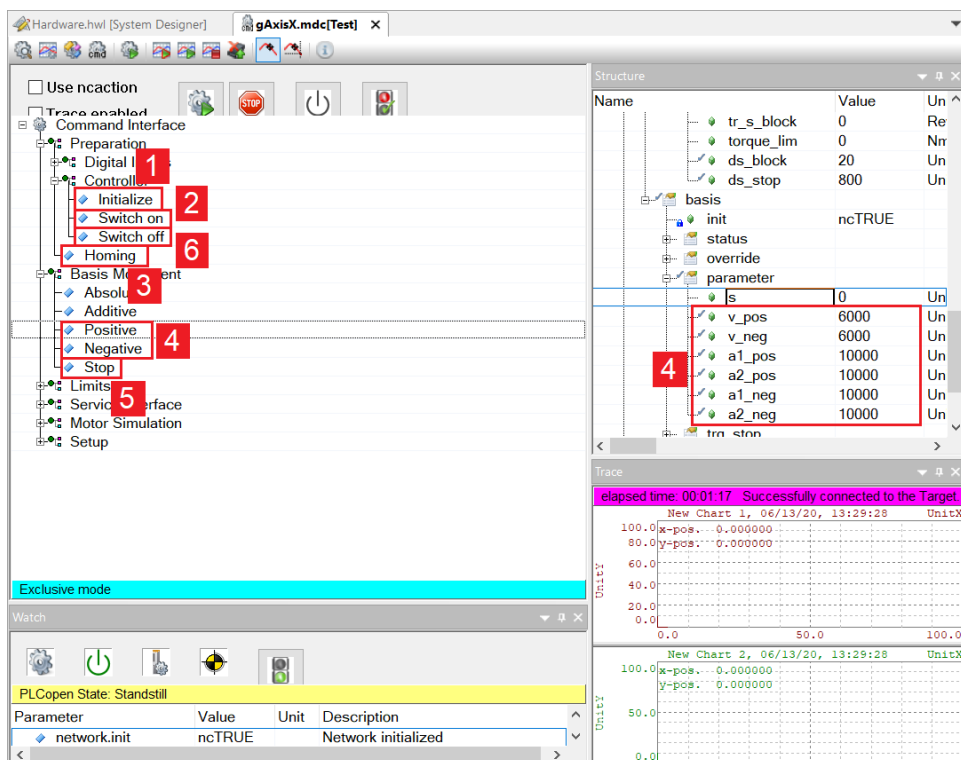 Hardware.hwl [System Designer]
gAxisX.mdc[Test]
cmd
Use ncaction
Trace enabled
STOP
Command Interface
Preparation
1
Controller
Initialize
2
Switch on
Switch off
6
Homing
3
Additive
Positive
4
Negative
Stop
5
Limits
Motor Simulation
Setup
Exclusive mode
Watch
PLCopen State: Standstill
Parameter Value Unit Description
network.init ncTRUE Network initialized
Structure
Name Value Un
tr_s_block 0 Re
torque_lim 0 Nm
ds_block 20 Un
ds_stop 800 Un
basis
init ncTRUE
status
override
parameter
s 0 Un
v_pos 6000 Un
v_neg 6000 Un
4
a1_pos 10000 Un
a2_pos 10000 Un
a1_neg 10000 Un
a2_neg 10000 Un
trg_stop
Trace
elapsed time: 00:01:17 Successfully connected to the Target.
New Chart 1, 06/13/20, 13:29:28 UnitX
100.0 x-pos. 0.000000
80.0 y-pos. 0.000000
60.0
UnitY
40.0
20.0
0.0
0.0 50.0 100.0
New Chart 2, 06/13/20, 13:29:28 UnitX
100.0 x-pos. 0.000000
y-pos. 0.000000
UnitY
50.0
0.0